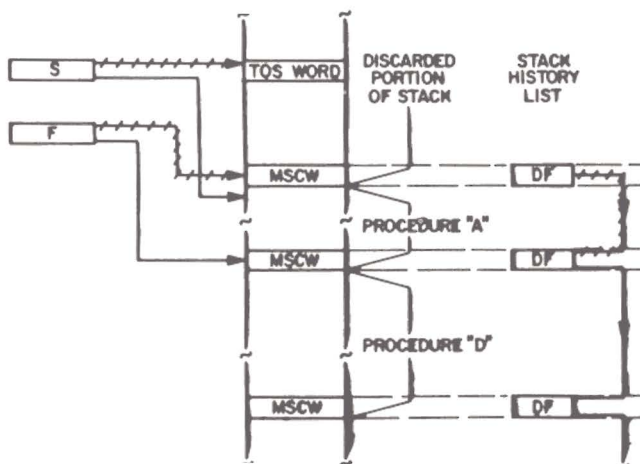 S
TOS WORD
DISCARDED
PORTION
OF STACK
STACK
HISTORY
LIST
F
MSCW
DF
PROCEDURE "A"
MSCW
DF
PROCEDURE "D"
MSCW
DF